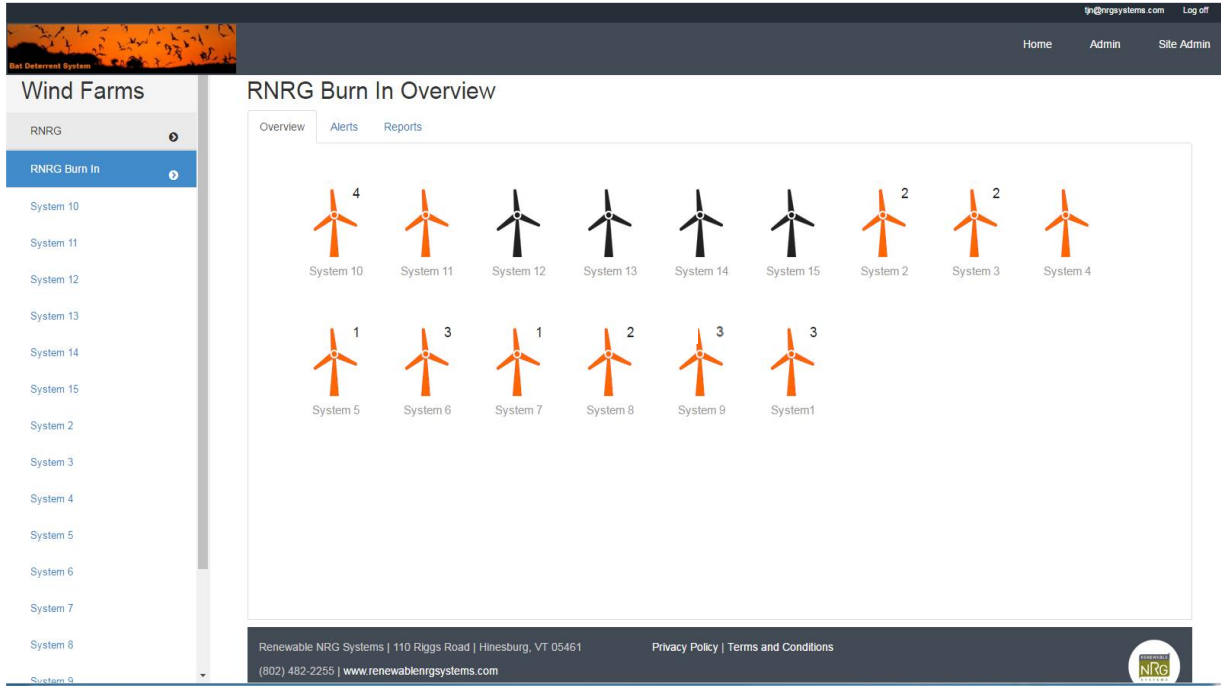 tjn@nrgsystems.com Log off
Bat Deterrent System
Home Admin Site Admin
Wind Farms
RNRG
RNRG Burn In
System 10
System 11
System 12
System 13
System 14
System 15
System 2
System 3
System 4
System 5
System 6
System 7
System 8
System 9
RNRG Burn In Overview
Overview Alerts Reports
4 2 2
System 10 System 11 System 12 System 13 System 14 System 15 System 2 System 3 System 4
1 3 1 2 3 3
System 5 System 6 System 7 System 8 System 9 System1
Renewable NRG Systems | 110 Riggs Road | Hinesburg, VT 05461 Privacy Policy | Terms and Conditions
(802) 482-2255 | www.renewablenrgsystems.com
RENEWABLE
NRG
SYSTEMS